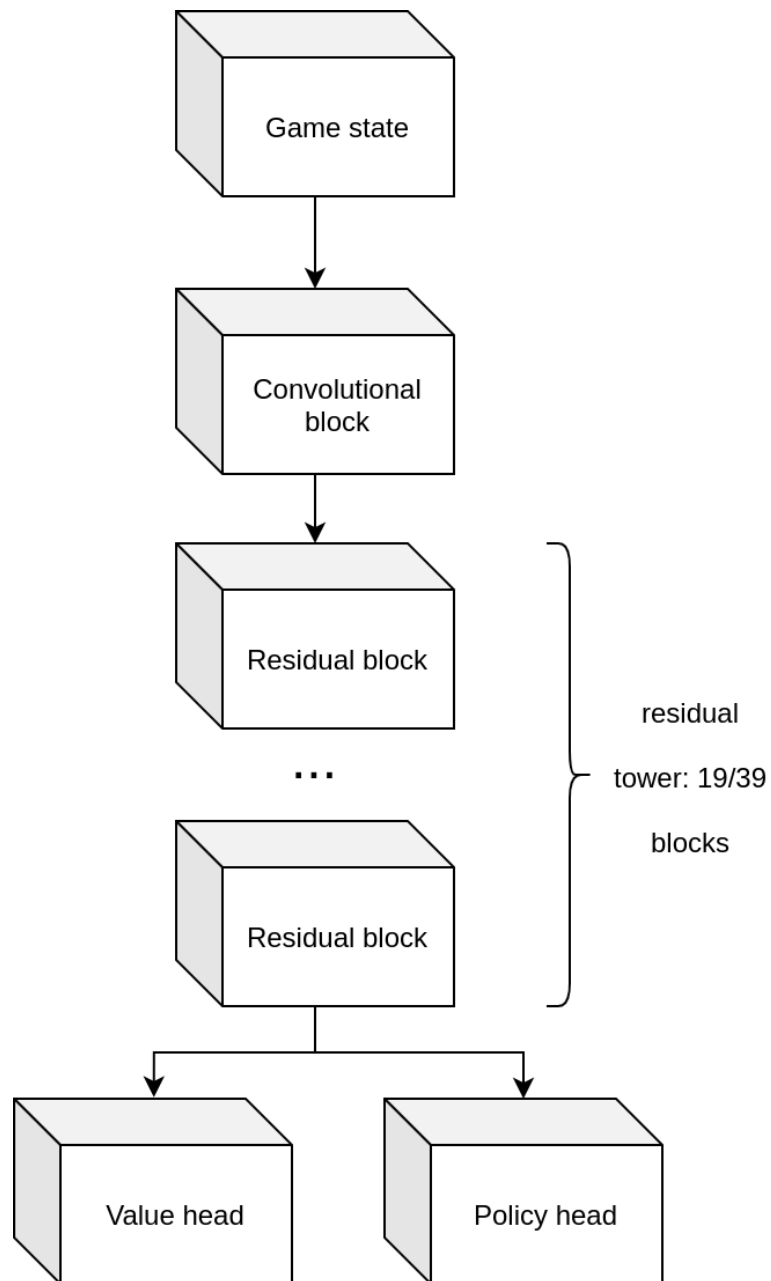 Game state
Convolutional
block
Residual block
...
residual
tower: 19/39
blocks
Residual block
Value head
Policy head